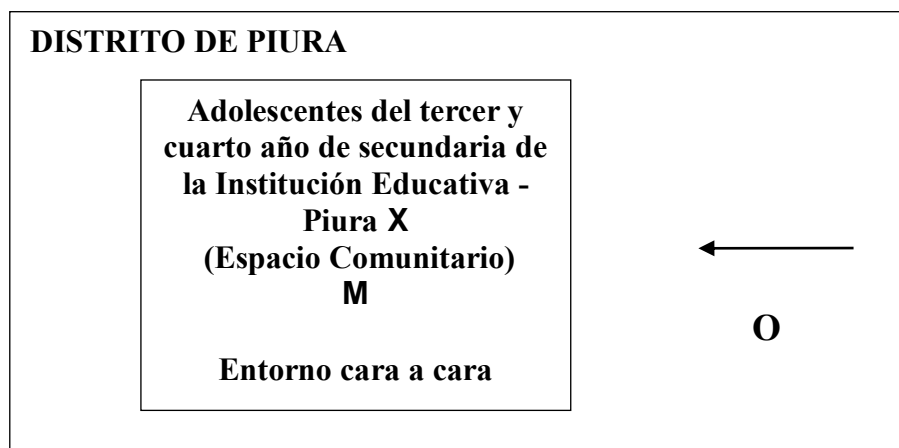 DISTRITO DE PIURA
Adolescentes del tercer y
cuarto año de secundaria de
la Institución Educativa -
Piura X
(Espacio Comunitario)
M
O
Entorno cara a cara